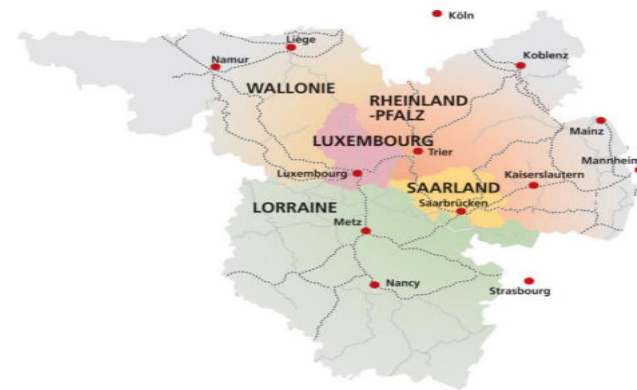 Köln
Liège
Koblenz
Namur
WALLONIE
RHEINLAND
-PFALZ
Mainz
LUXEMBOURG
Trier
Mannheim
Luxembourg
Kaiserslautern
SAARLAND
Saarbrücken
LORRAINE
Metz
Nancy
Strasbourg